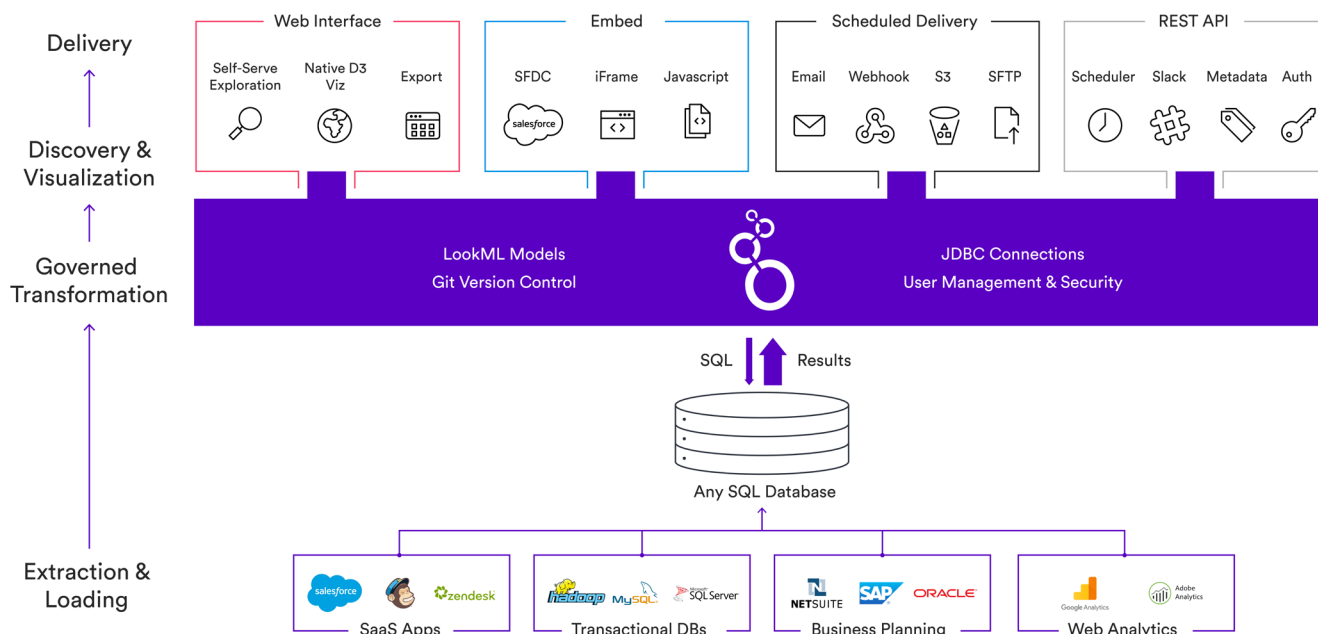 Delivery
Discovery &
Visualization
Governed
Transformation
Extraction &
Loading
Web Interface
Self-Serve
Exploration
Native D3
Viz
Export
Embed
SFDC
iFrame
Javascript
salesforce
Scheduled Delivery
Email
Webhook
S3
SFTP
REST API
Scheduler
Slack
Metadata
Auth
LookML Models
Git Version Control
JDBC Connections
User Management & Security
SQL
Results
Any SQL Database
salesforce
zendesk
SaaS Apps
hadoop
MySQL
Microsoft
SQL Server
Transactional DBs
NETSUITE
SAP
ORACLE
Business Planning
Google Analytics
Adobe
Analytics
Web Analytics